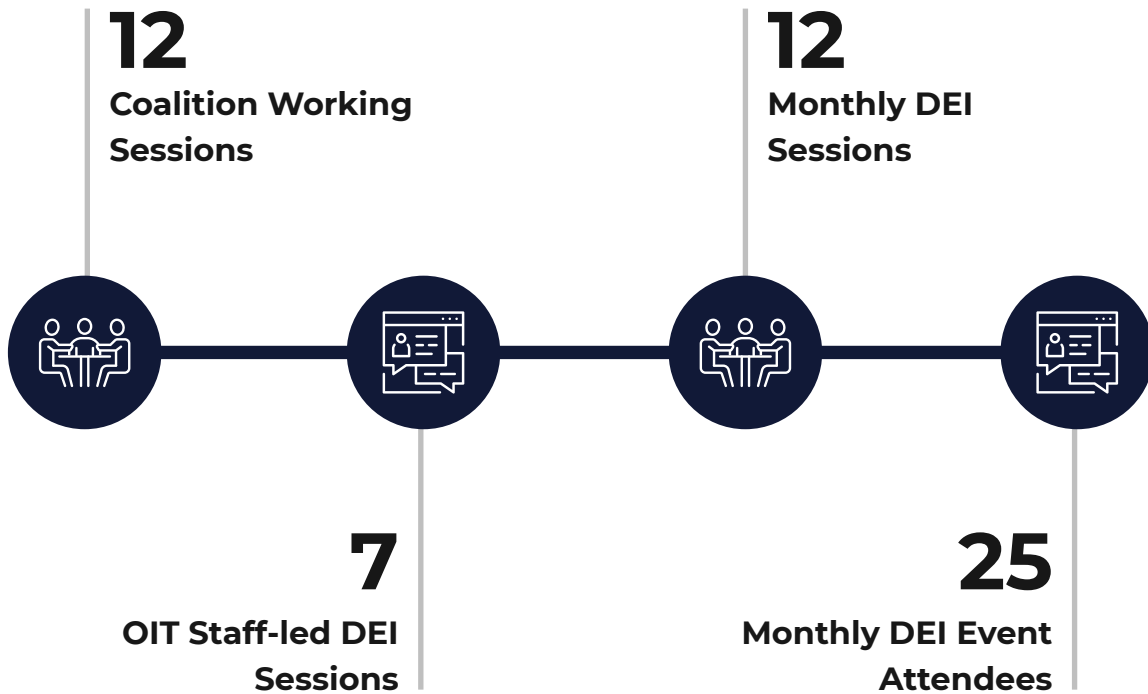 12
Coalition Working
Sessions
12
Monthly DEI
Sessions
7
OIT Staff-led DEI
Sessions
25
Monthly DEI Event
Attendees